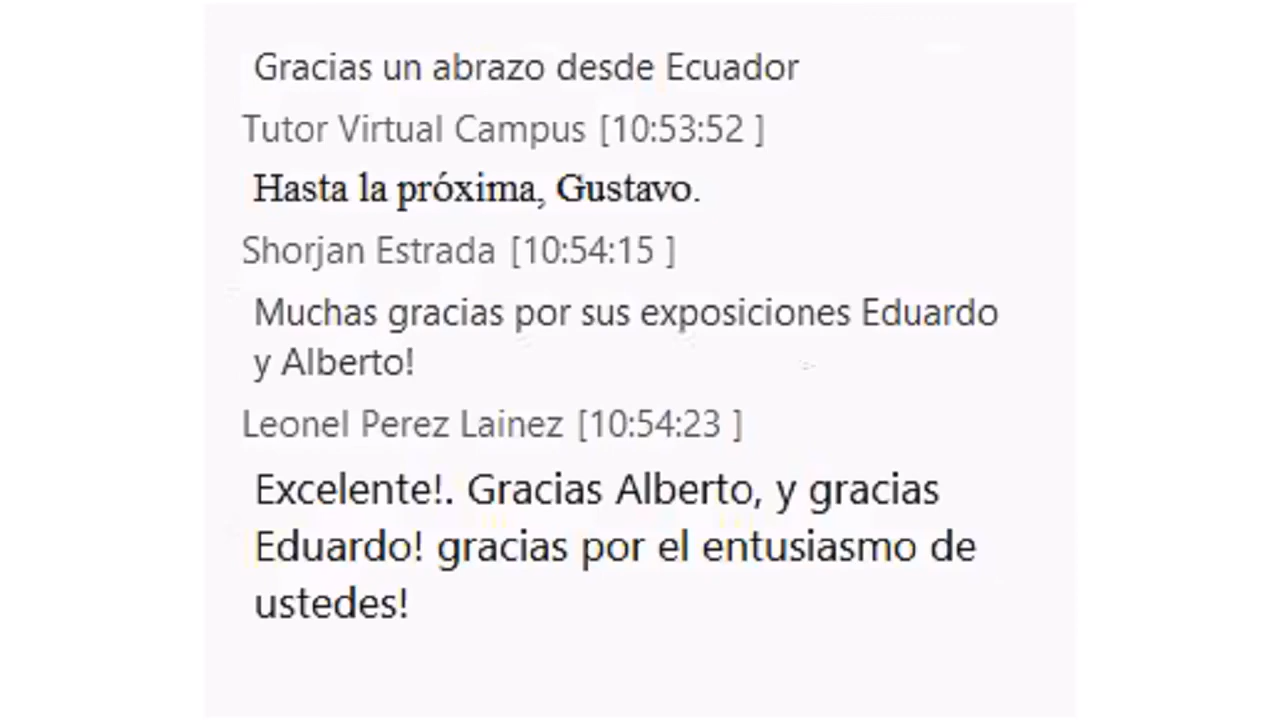 Gracias un abrazo desde Ecuador
Tutor Virtual Campus [10:53:52 ]
Hasta la próxima, Gustavo.
Shorjan Estrada [10:54:15 ]
Muchas gracias por sus exposiciones Eduardo
y Alberto!
Leonel Perez Lainez [10:54:23 ]
Excelente!. Gracias Alberto, y gracias
Eduardo! gracias por el entusiasmo de
ustedes!